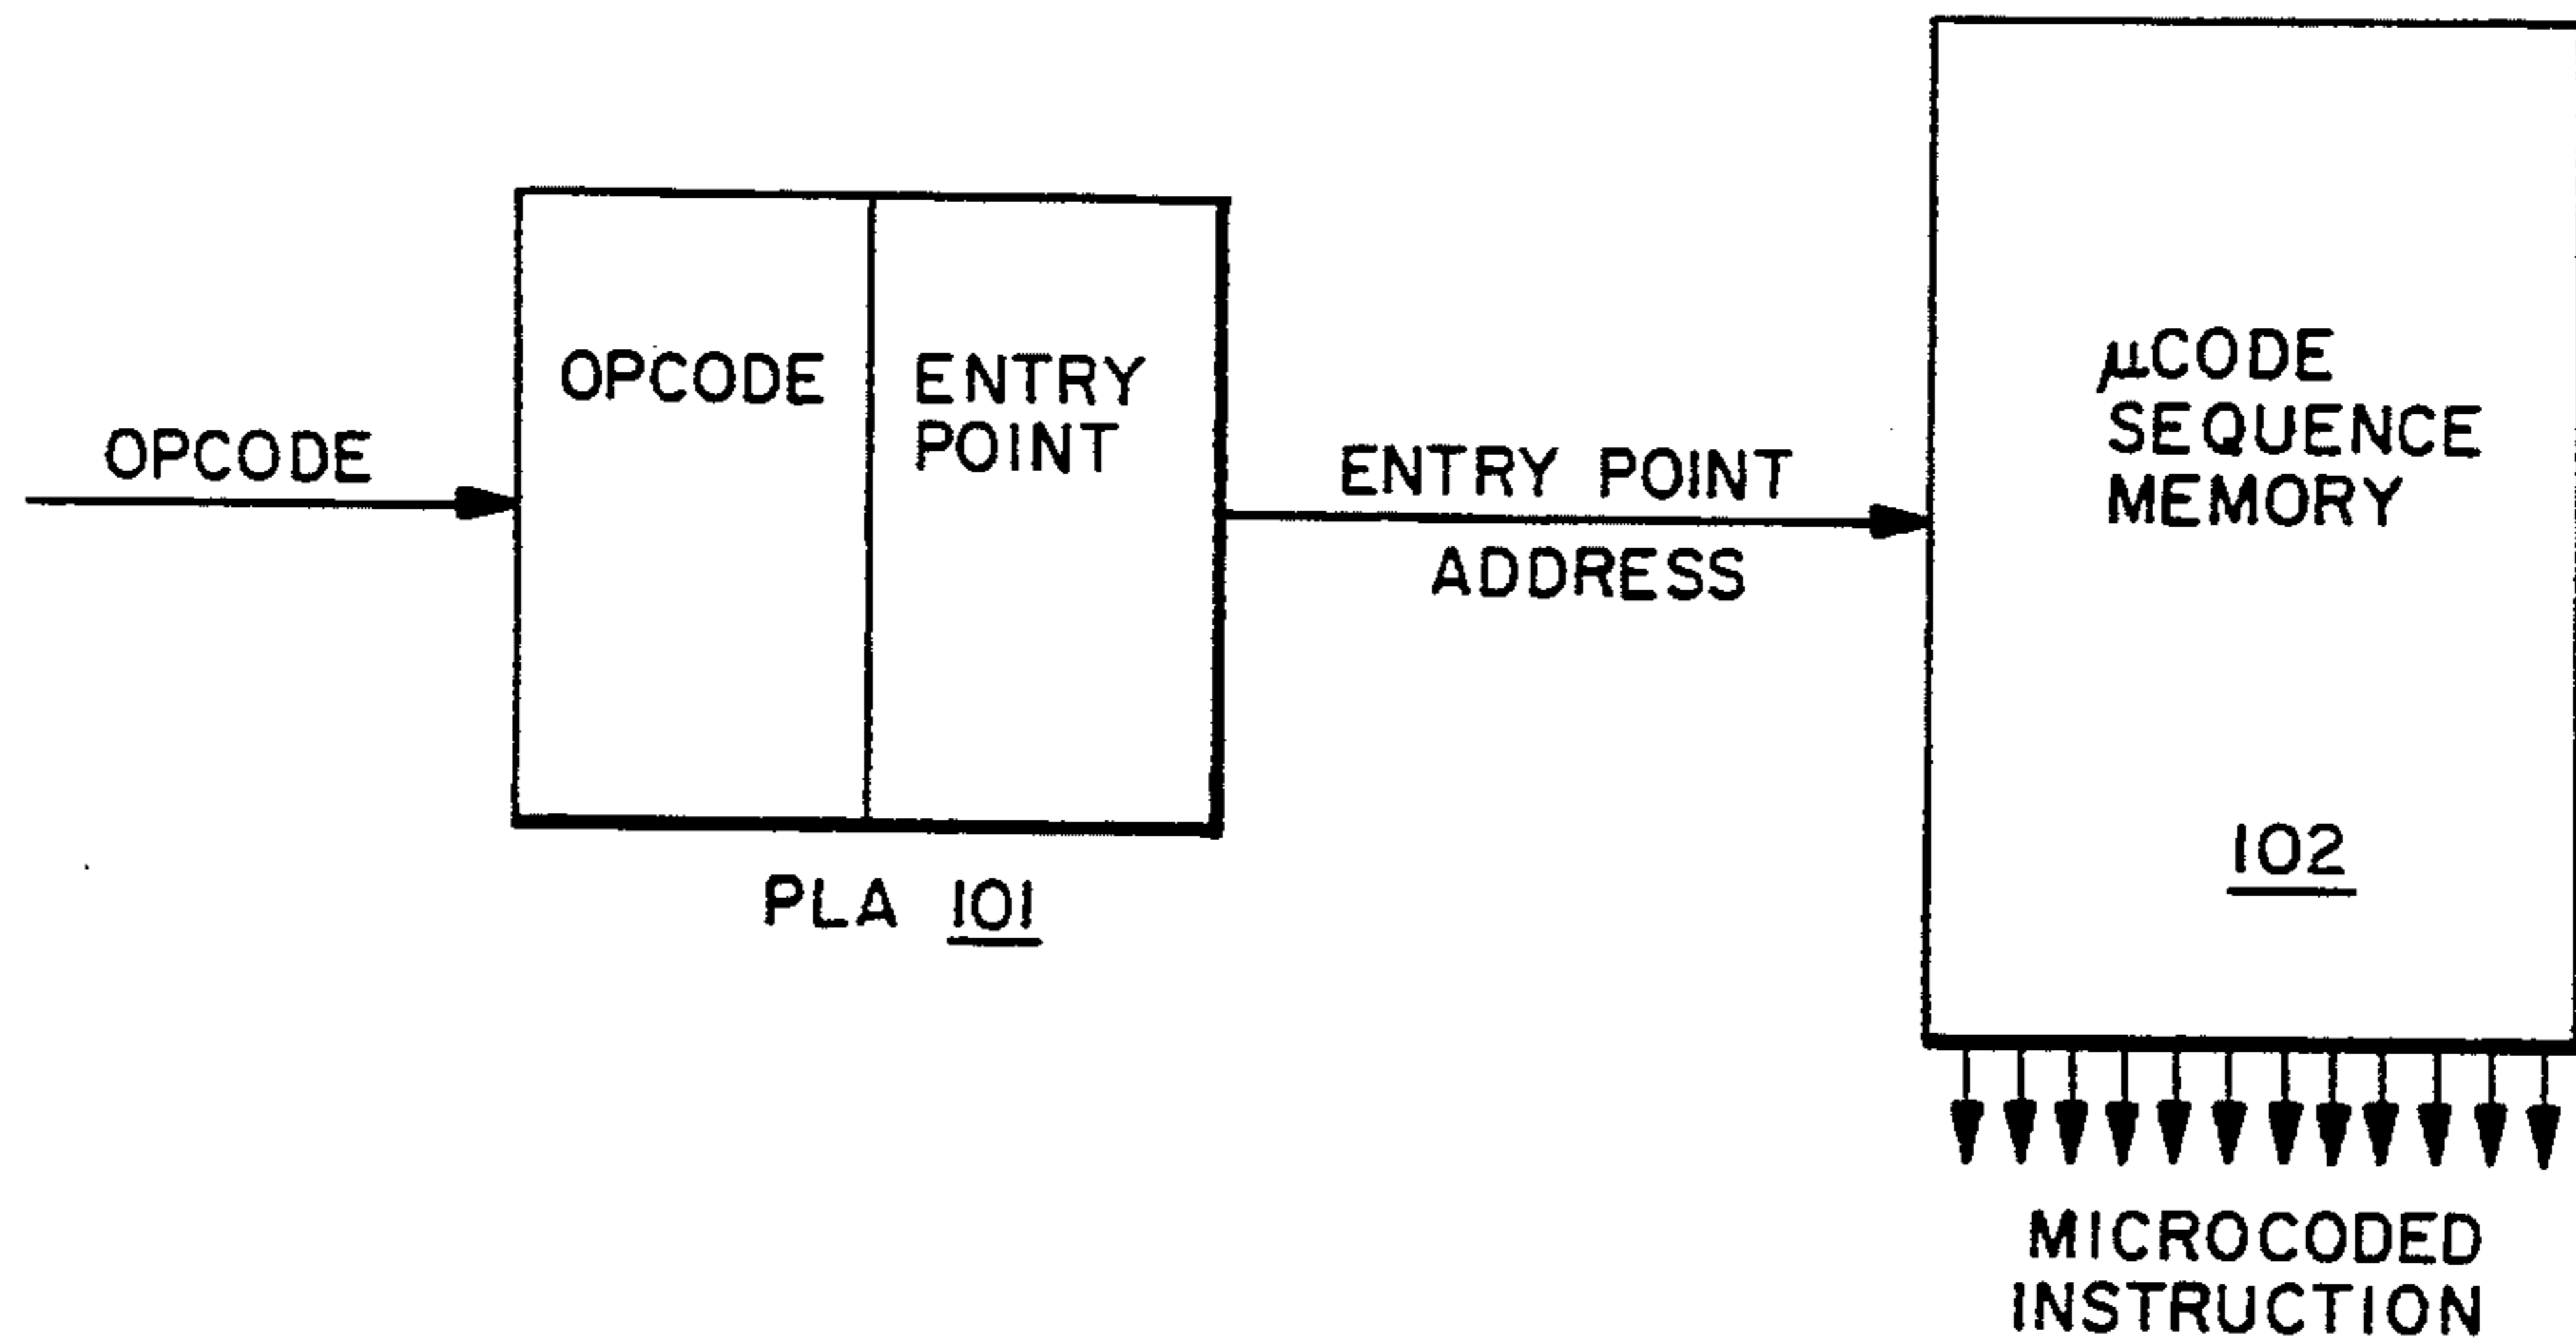 OPCODE
OPCODE
ENTRY
POINT
PLA 101
ENTRY POINT
ADDRESS
μCODE
SEQUENCE
MEMORY
102
MICROCODED
INSTRUCTION